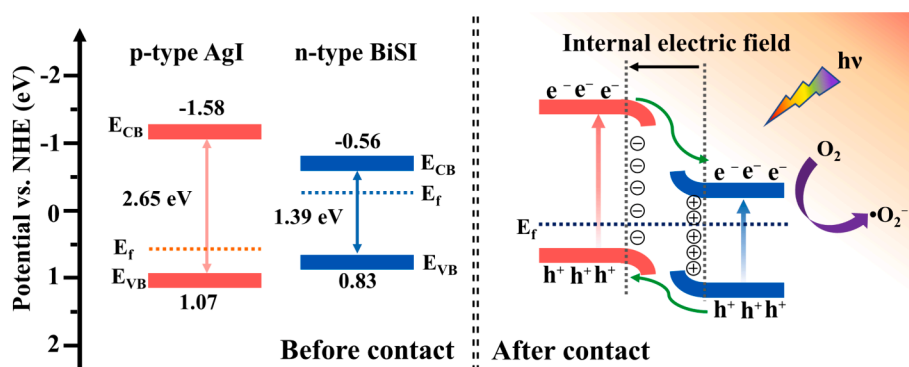 Potential vs. NHE (eV)
-2
-1
0
1
2
p-type AgI
n-type BiSI
-1.58
E_CB
2.65 eV
E_f
E_VB
1.07
-0.56
E_CB
E_f
1.39 eV
E_VB
0.83
Before contact
Internal electric field
hν
e⁻ e⁻ e⁻
e⁻ e⁻ e⁻
O₂
•O₂⁻
E_f
h⁺ h⁺ h⁺
h⁺ h⁺ h⁺
After contact